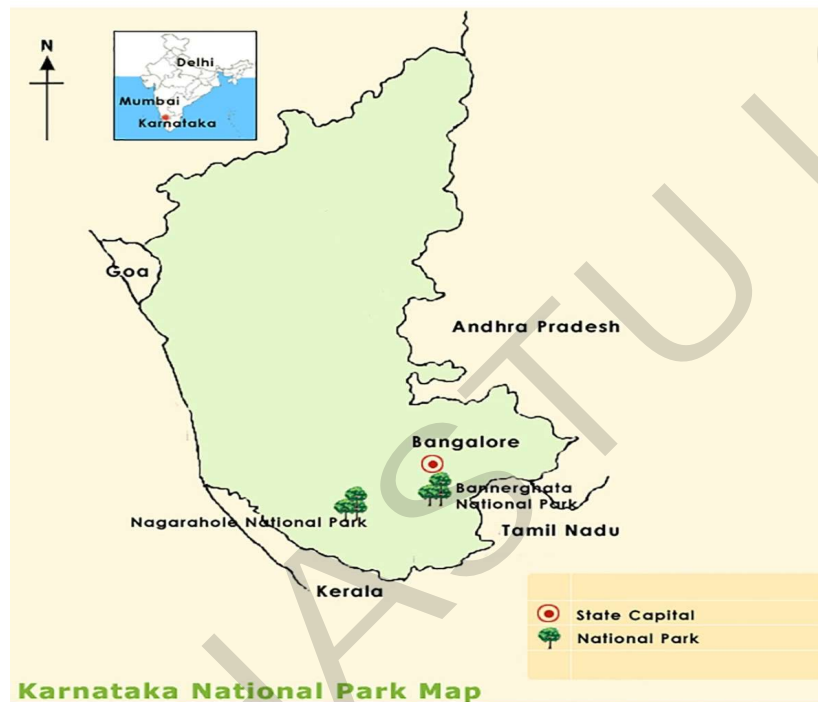 N
Delhi
Mumbai
Karnataka
Goa
Andhra Pradesh
Bangalore
Bannerghata
National Park
Nagarahole National Park
Tamil Nadu
Kerala
State Capital
National Park
Karnataka National Park Map